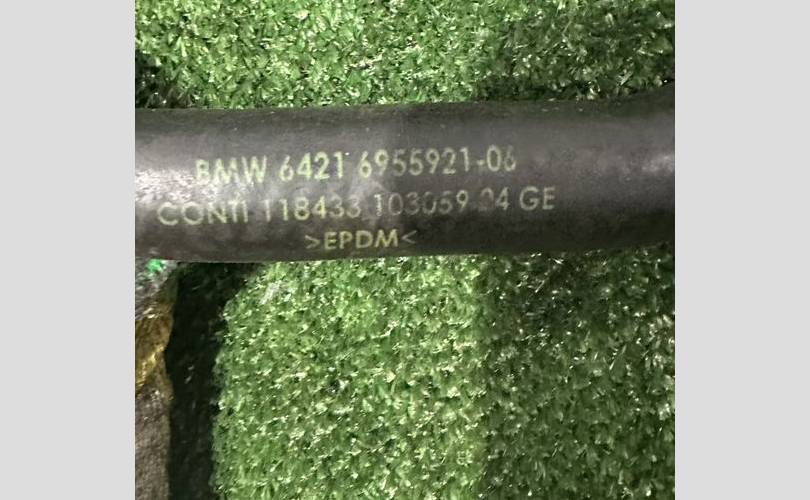 BMW 6421 6955921-06
CONTI 118433 103059 04 GE
>EPDM<